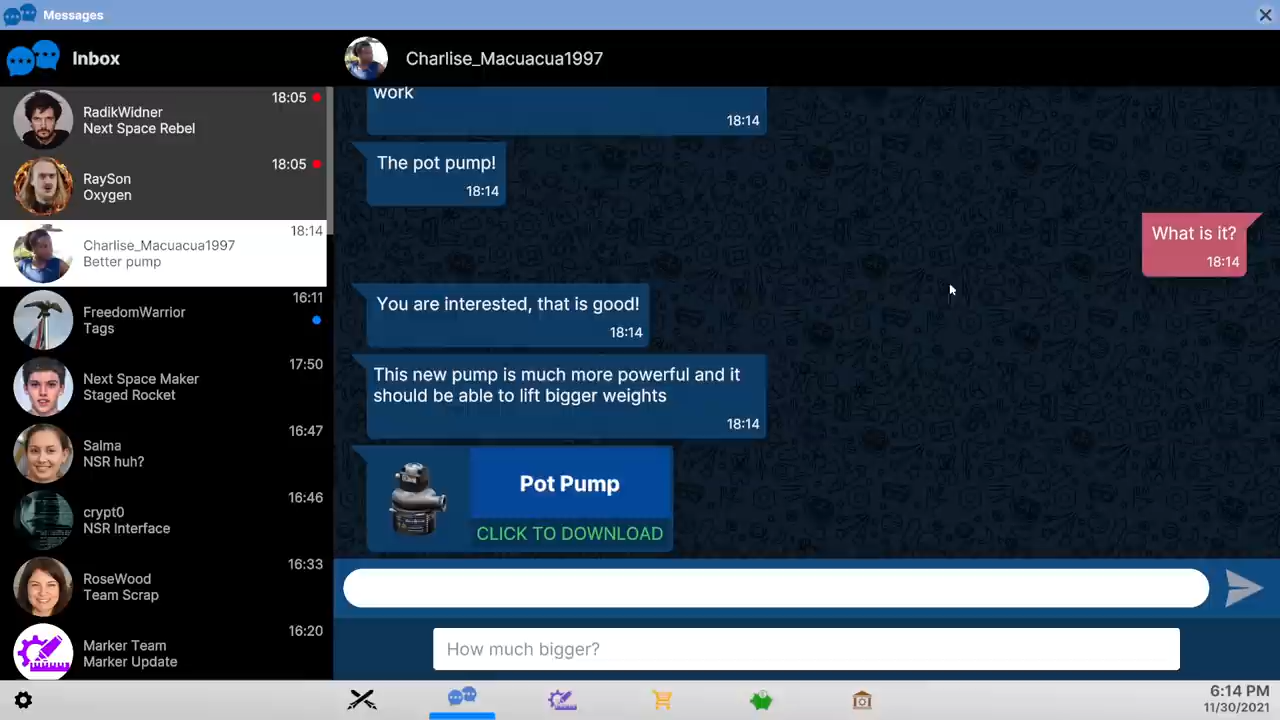 Messages
Inbox
Charlise_Macuacua1997
18:05
RadikWidner
Next Space Rebel
18:05
RaySon
Oxygen
18:14
Charlise_Macuacua1997
Better pump
16:11
FreedomWarrior
Tags
17:50
Next Space Maker
Staged Rocket
16:47
Salma
NSR huh?
16:46
crypt0
NSR Interface
16:33
RoseWood
Team Scrap
16:20
Marker Team
Marker Update
work
18:14
The pot pump!
18:14
What is it?
18:14
You are interested, that is good!
18:14
This new pump is much more powerful and it
should be able to lift bigger weights
18:14
Pot Pump
CLICK TO DOWNLOAD
How much bigger?
6:14 PM
11/30/2021